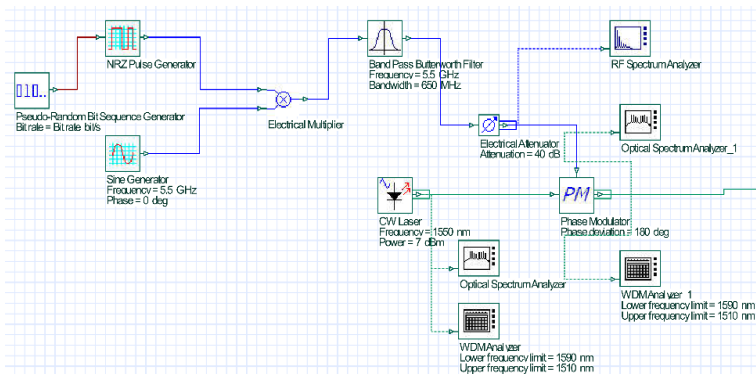 NRZ Pulse Generator
Pseudo-Random Bit Sequence Generator
Bit rate = Bit rate bit/s
Sine Generator
Frequency = 5.5 GHz
Phase = 0 deg
Electrical Multiplier
Band Pass Butterworth Filter
Frequency = 5.5 GHz
Bandwidth = 650 MHz
RF Spectrum Analyzer
Electrical Attenuator
Attenuation = 40 dB
Optical Spectrum Analyzer_1
CW Laser
Frequency = 1550 nm
Power = 7 dBm
PM
Phase Modulator
Phase deviation = 180 deg
Optical Spectrum Analyzer
WDM Analyzer_1
Lower frequency limit = 1590 nm
Upper frequency limit = 1510 nm
WDM Analyzer
Lower frequency limit = 1590 nm
Upper frequency limit = 1510 nm